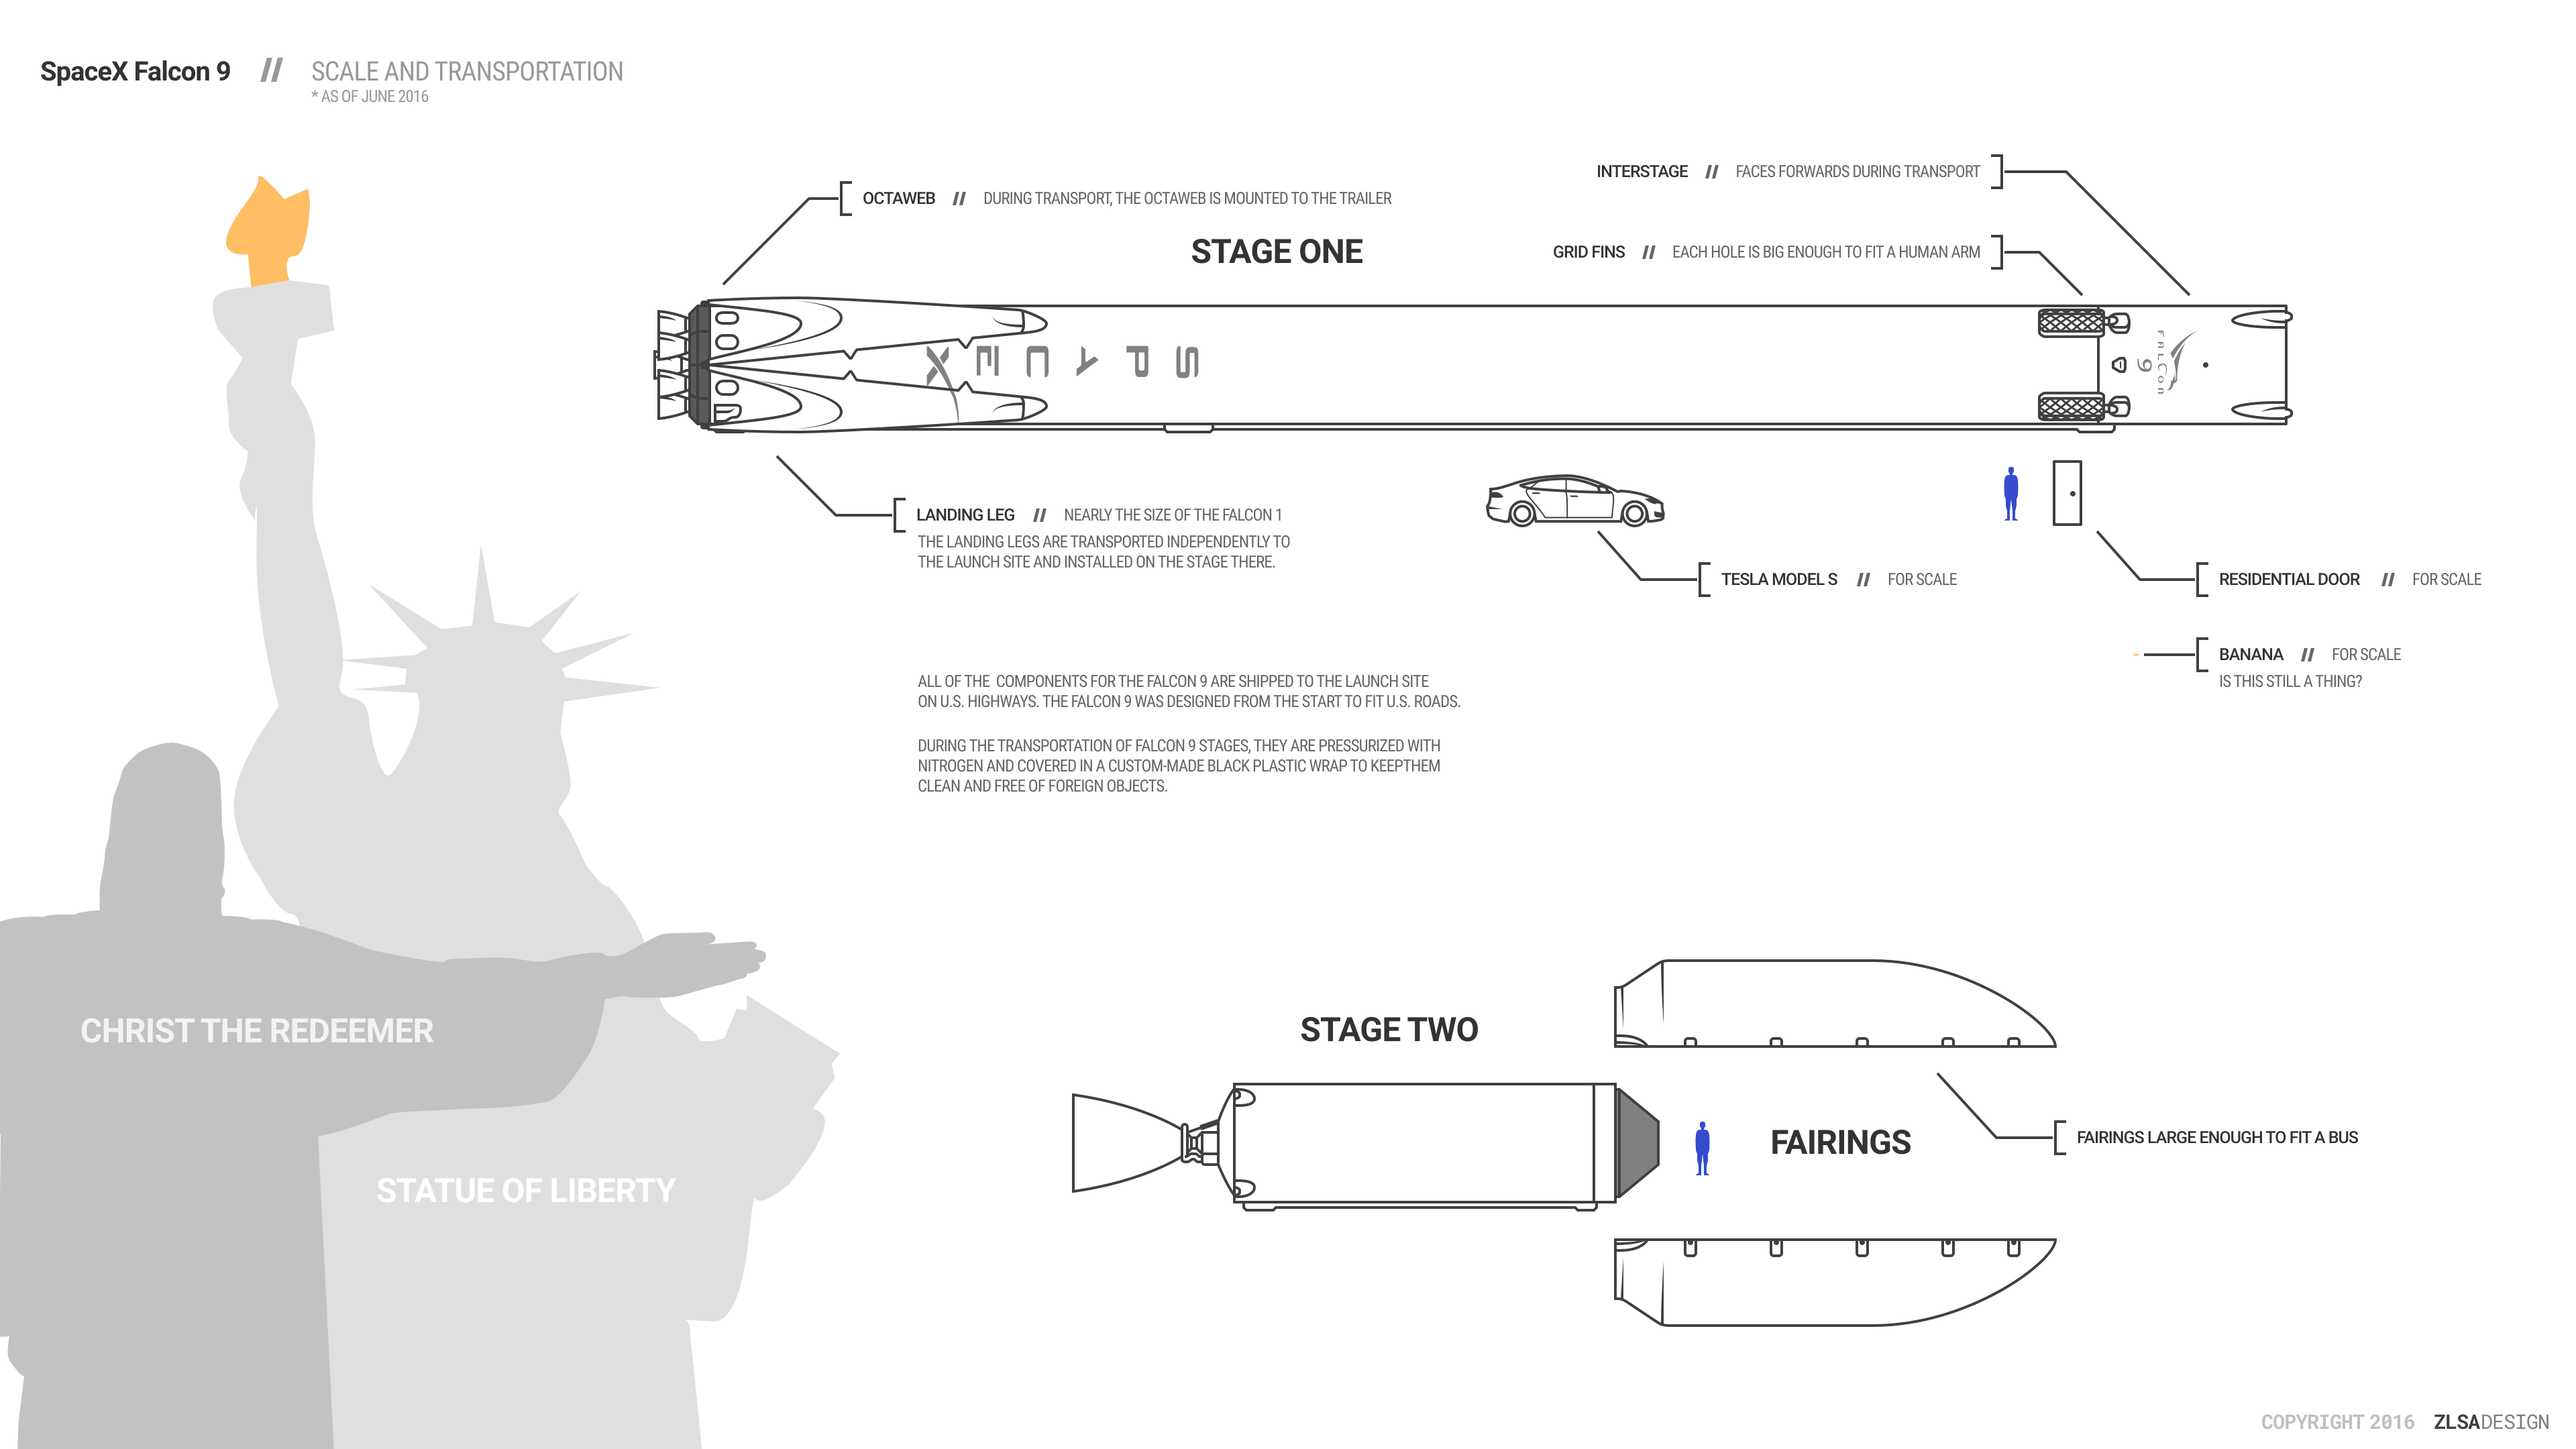 SpaceX Falcon 9 // SCALE AND TRANSPORTATION
* AS OF JUNE 2016
INTERSTAGE // FACES FORWARDS DURING TRANSPORT
OCTAWEB // DURING TRANSPORT, THE OCTAWEB IS MOUNTED TO THE TRAILER
STAGE ONE
GRID FINS // EACH HOLE IS BIG ENOUGH TO FIT A HUMAN ARM
SPACEX
FALCON
9
LANDING LEG // NEARLY THE SIZE OF THE FALCON 1
THE LANDING LEGS ARE TRANSPORTED INDEPENDENTLY TO
THE LAUNCH SITE AND INSTALLED ON THE STAGE THERE.
TESLA MODEL S // FOR SCALE
RESIDENTIAL DOOR // FOR SCALE
BANANA // FOR SCALE
IS THIS STILL A THING?
ALL OF THE  COMPONENTS FOR THE FALCON 9 ARE SHIPPED TO THE LAUNCH SITE
ON U.S. HIGHWAYS. THE FALCON 9 WAS DESIGNED FROM THE START TO FIT U.S. ROADS.
DURING THE TRANSPORTATION OF FALCON 9 STAGES, THEY ARE PRESSURIZED WITH
NITROGEN AND COVERED IN A CUSTOM-MADE BLACK PLASTIC WRAP TO KEEPTHEM
CLEAN AND FREE OF FOREIGN OBJECTS.
CHRIST THE REDEEMER
STATUE OF LIBERTY
STAGE TWO
FAIRINGS
FAIRINGS LARGE ENOUGH TO FIT A BUS
COPYRIGHT 2016 ZLSADESIGN